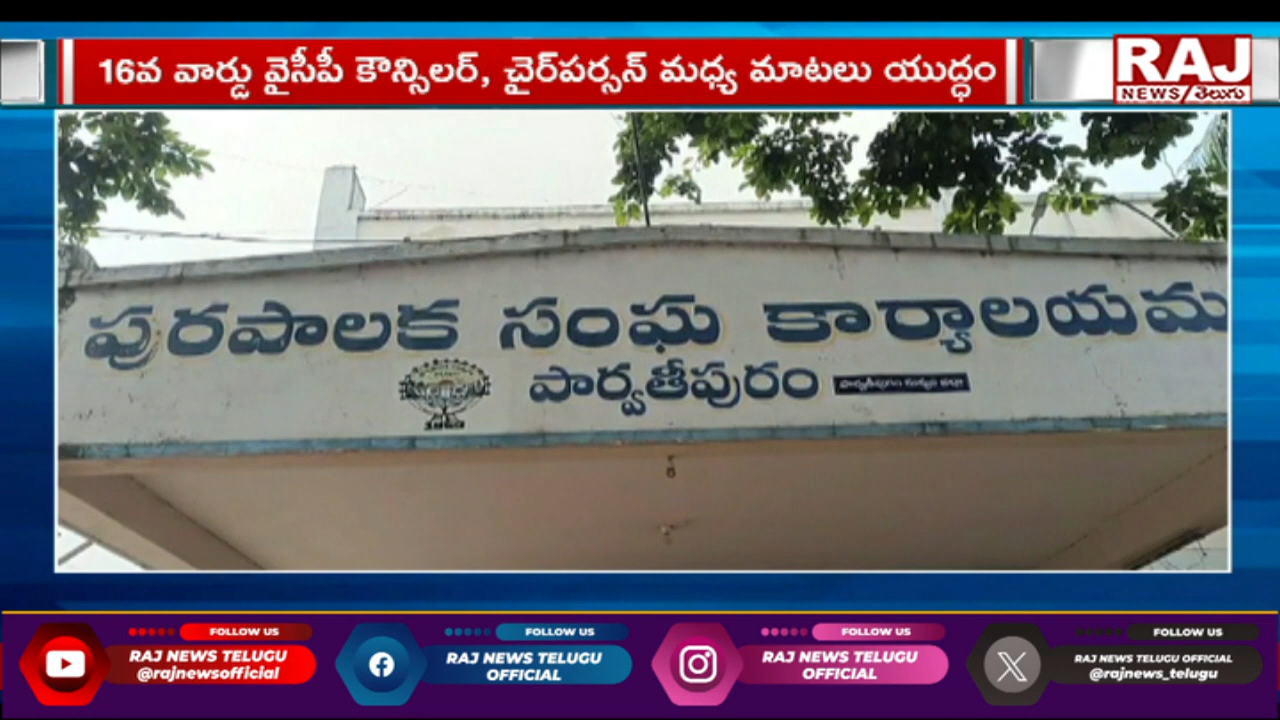 16వ వార్డు వైసీపీ కౌన్సిలర్, చైర్‌పర్సన్ మధ్య మాటలు యుద్ధం
RAJ
NEWS తెలుగు
పురపాలక సంఘ కార్యాలయము
పార్వతీపురం
FOLLOW US
RAJ NEWS TELUGU
@rajnewsofficial
FOLLOW US
RAJ NEWS TELUGU
OFFICIAL
FOLLOW US
RAJ NEWS TELUGU
OFFICIAL
FOLLOW US
RAJ NEWS TELUGU OFFICIAL
@rajnews_telugu